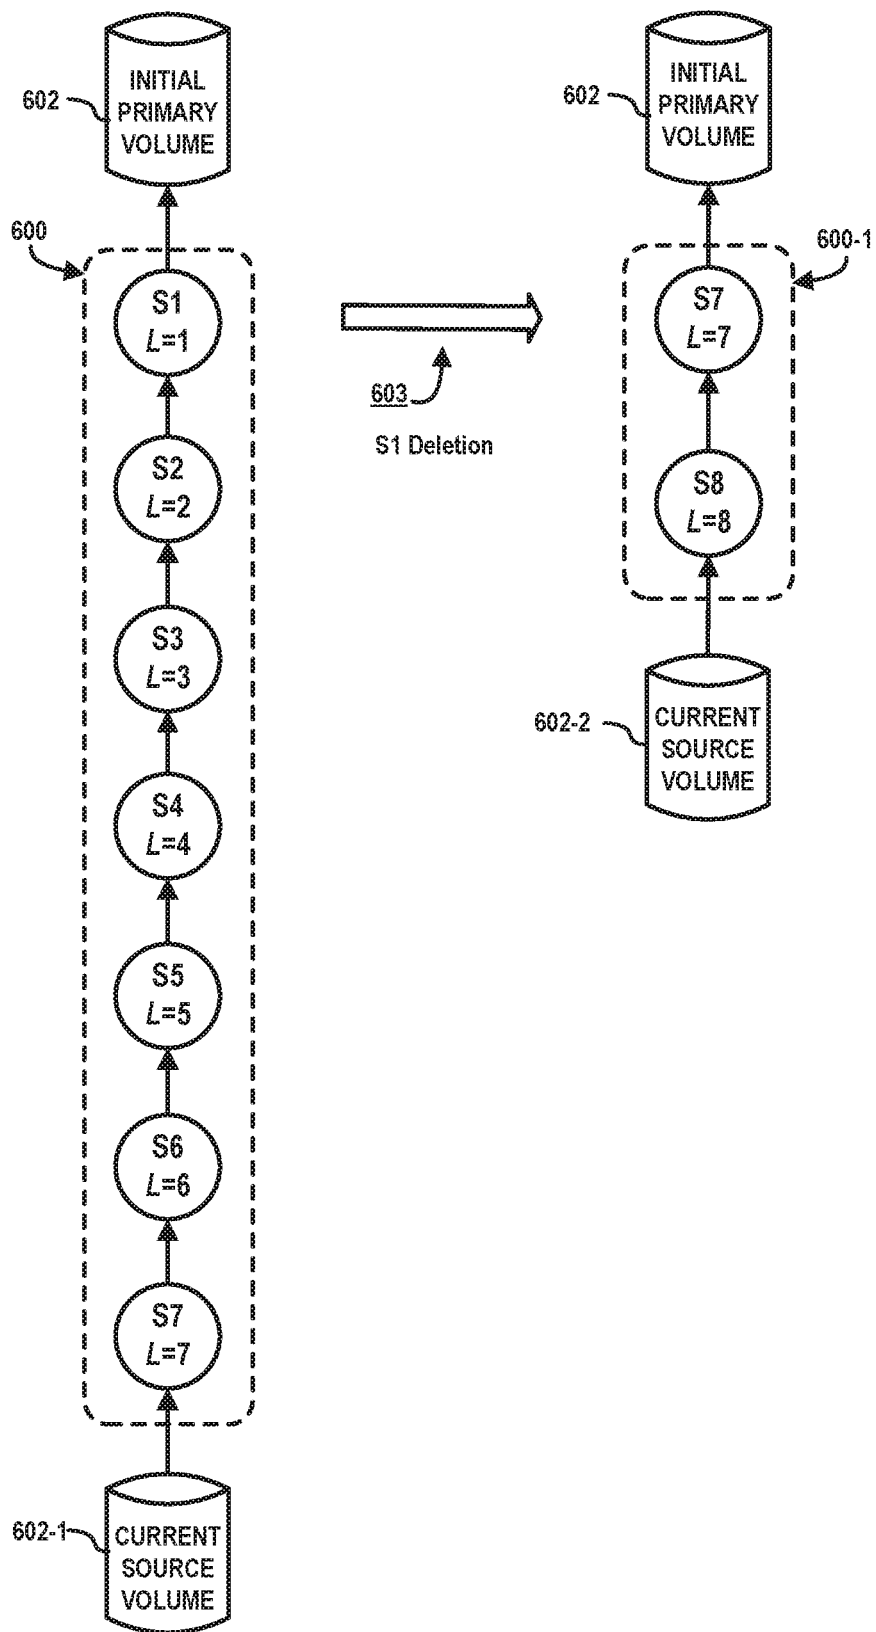 INITIAL
PRIMARY
VOLUME
602
600
S1
L=1
S2
L=2
S3
L=3
S4
L=4
S5
L=5
S6
L=6
S7
L=7
602-1
CURRENT
SOURCE
VOLUME
603
S1 Deletion
INITIAL
PRIMARY
VOLUME
602
600-1
S7
L=7
S8
L=8
602-2
CURRENT
SOURCE
VOLUME